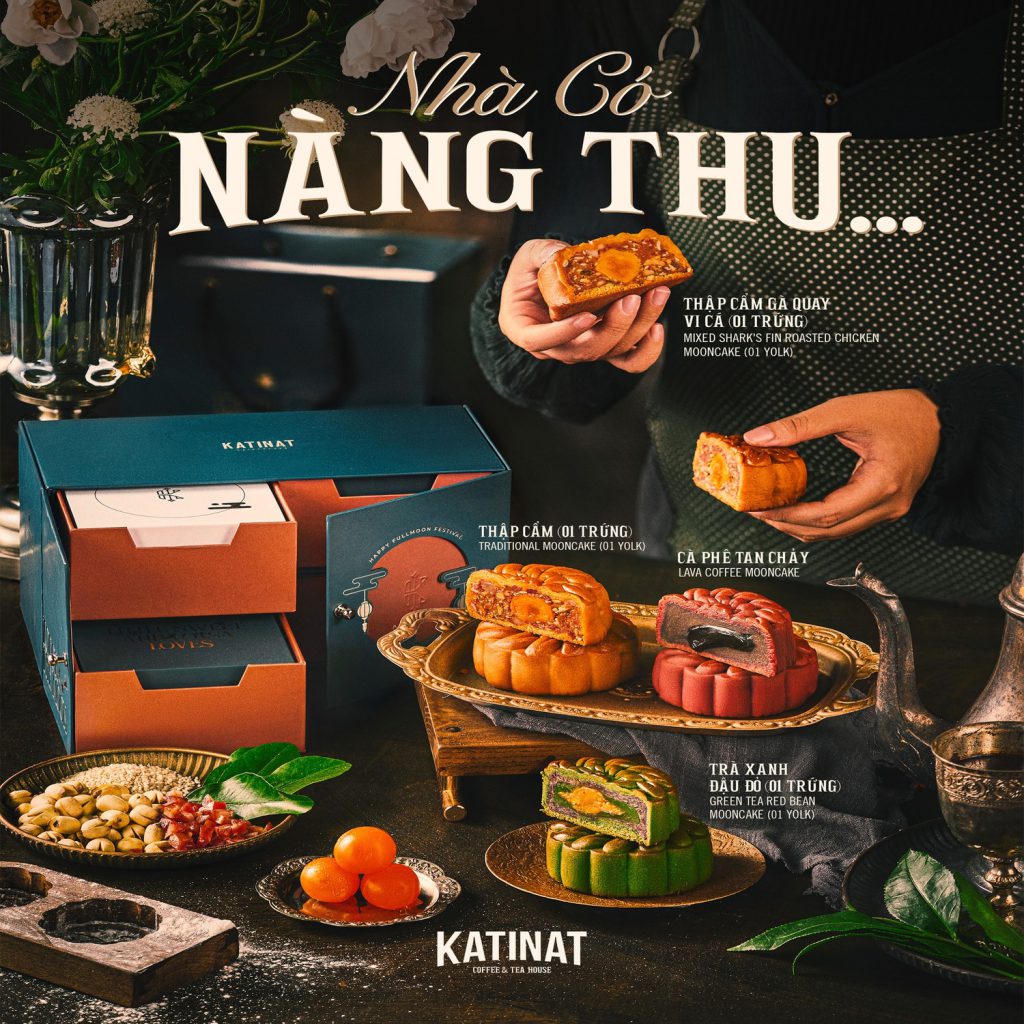 Nhà Có
NÀNG THU...
THẬP CẨM GÀ QUAY
VI CÁ (01 TRỨNG)
MIXED SHARK'S FIN ROASTED CHICKEN
MOONCAKE (01 YOLK)
KATINAT
HAPPY FULLMOON FESTIVAL
THẬP CẨM (01 TRỨNG)
TRADITIONAL MOONCAKE (01 YOLK)
CÀ PHÊ TAN CHẢY
LAVA COFFEE MOONCAKE
LOVES
TRÀ XANH
ĐẬU ĐỎ (01 TRỨNG)
GREEN TEA RED BEAN
MOONCAKE (01 YOLK)
KATINAT
COFFEE & TEA HOUSE